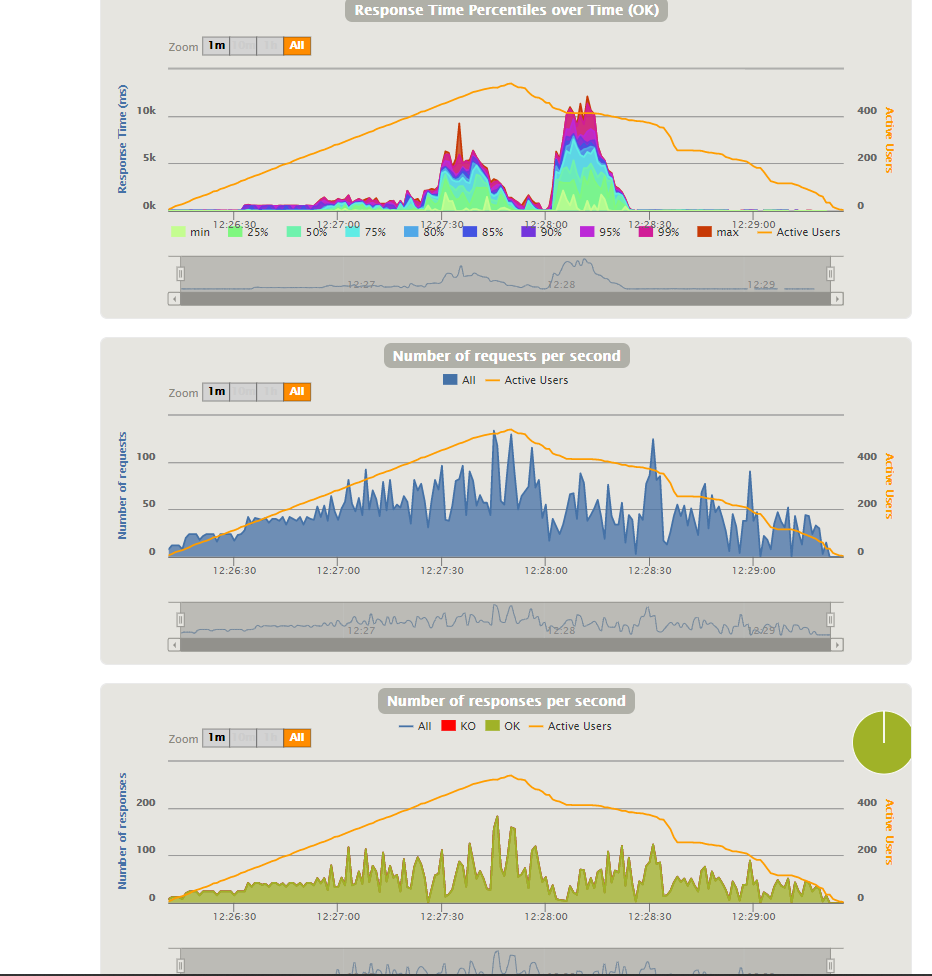 Response Time Percentiles over Time (OK)
Zoom 1m All
Response Time (ms)
10k
5k
0k
400
200
0
Active Users
12:26:30 12:27:00 12:27:30 12:28:00 12:28:30 12:29:00
min 25% 50% 75% 80% 85% 90% 95% 99% max Active Users
12:27 12:28 12:29
Number of requests per second
All Active Users
Zoom 1m All
Number of requests
100
50
0
400
200
0
Active Users
12:26:30 12:27:00 12:27:30 12:28:00 12:28:30 12:29:00
12:27 12:28 12:29
Number of responses per second
All KO OK Active Users
Zoom 1m All
Number of responses
200
100
0
400
200
0
Active Users
12:26:30 12:27:00 12:27:30 12:28:00 12:28:30 12:29:00